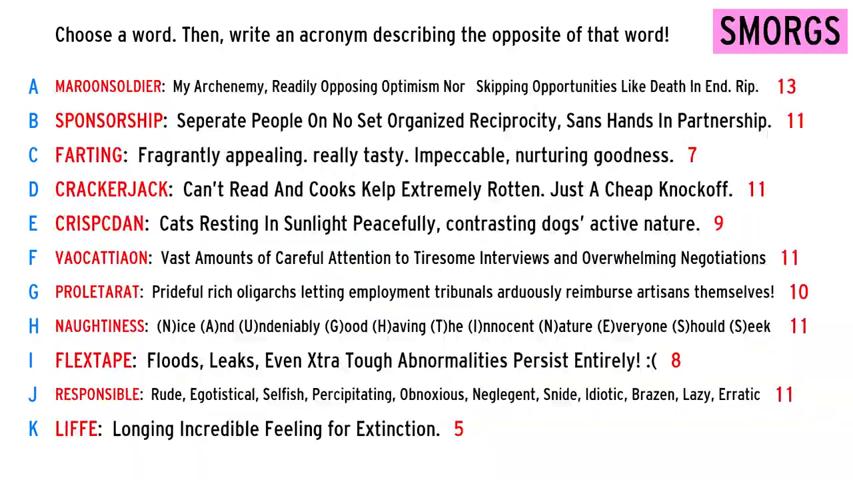 Choose a word. Then, write an acronym describing the opposite of that word! SMORGS
A MAROONSOLDIER: My Archenemy, Readily Opposing Optimism Nor Skipping Opportunities Like Death In End. Rip. 13
B SPONSORSHIP: Seperate People On No Set Organized Reciprocity, Sans Hands In Partnership. 11
C FARTING: Fragrantly appealing. really tasty. Impeccable, nurturing goodness. 7
D CRACKERJACK: Can't Read And Cooks Kelp Extremely Rotten. Just A Cheap Knockoff. 11
E CRISPCDAN: Cats Resting In Sunlight Peacefully, contrasting dogs' active nature. 9
F VAOCATTIAON: Vast Amounts of Careful Attention to Tiresome Interviews and Overwhelming Negotiations 11
G PROLETARAT: Prideful rich oligarchs letting employment tribunals arduously reimburse artisans themselves! 10
H NAUGHTINESS: (N)ice (A)nd (U)ndeniably (G)ood (H)aving (T)he (I)nnocent (N)ature (E)veryone (S)hould (S)eek 11
I FLEXTAPE: Floods, Leaks, Even Xtra Tough Abnormalities Persist Entirely! :( 8
J RESPONSIBLE: Rude, Egotistical, Selfish, Percipitating, Obnoxious, Neglegent, Snide, Idiotic, Brazen, Lazy, Erratic 11
K LIFFE: Longing Incredible Feeling for Extinction. 5